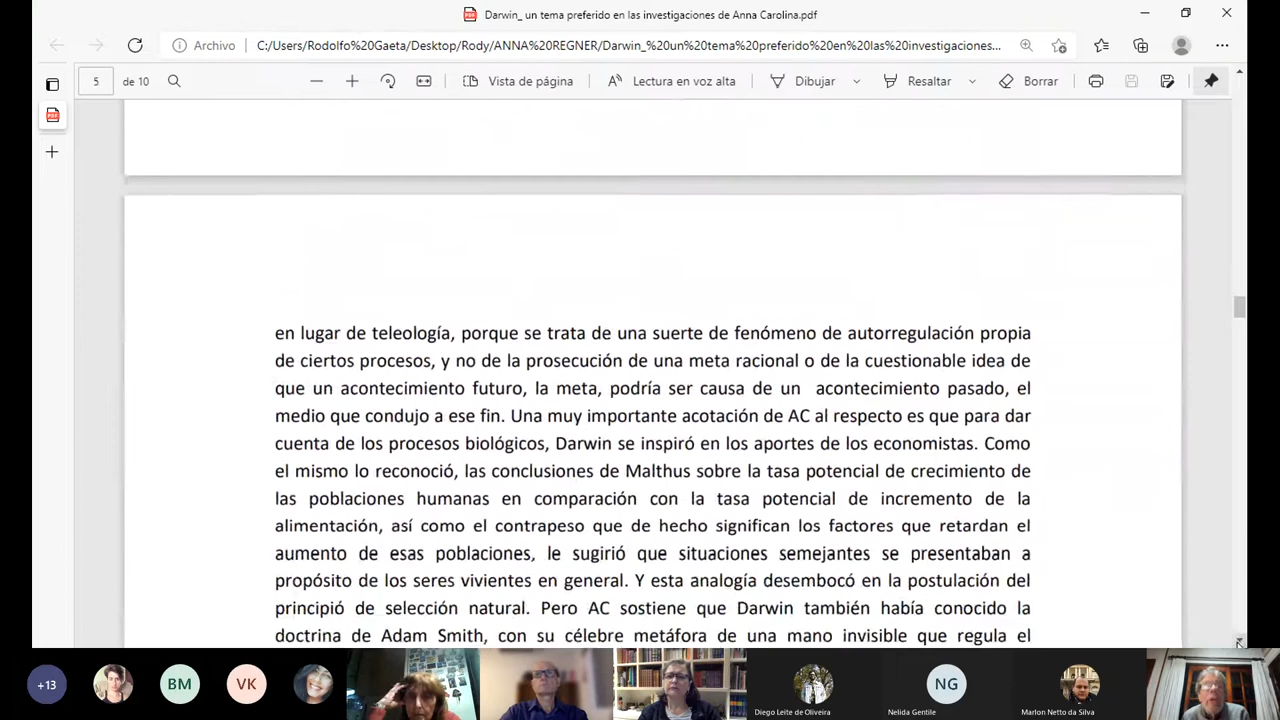 Darwin_ un tema preferido en las investigaciones de Anna Carolina.pdf
Archivo C:/Users/Rodolfo%20Gaeta/Desktop/Rody/ANNA%20REGNER/Darwin_%20un%20tema%20preferido%20en%20las%20investigaciones...
5 de 10 Vista de página Lectura en voz alta Dibujar Resaltar Borrar
en lugar de teleología, porque se trata de una suerte de fenómeno de autorregulación propia
de ciertos procesos, y no de la prosecución de una meta racional o de la cuestionable idea de
que un acontecimiento futuro, la meta, podría ser causa de un acontecimiento pasado, el
medio que condujo a ese fin. Una muy importante acotación de AC al respecto es que para dar
cuenta de los procesos biológicos, Darwin se inspiró en los aportes de los economistas. Como
el mismo lo reconoció, las conclusiones de Malthus sobre la tasa potencial de crecimiento de
las poblaciones humanas en comparación con la tasa potencial de incremento de la
alimentación, así como el contrapeso que de hecho significan los factores que retardan el
aumento de esas poblaciones, le sugirió que situaciones semejantes se presentaban a
propósito de los seres vivientes en general. Y esta analogía desembocó en la postulación del
principió de selección natural. Pero AC sostiene que Darwin también había conocido la
doctrina de Adam Smith, con su célebre metáfora de una mano invisible que regula el
+13 BM VK NG
Diego Leite de Oliveira Nelida Gentile Marlon Netto da Silva